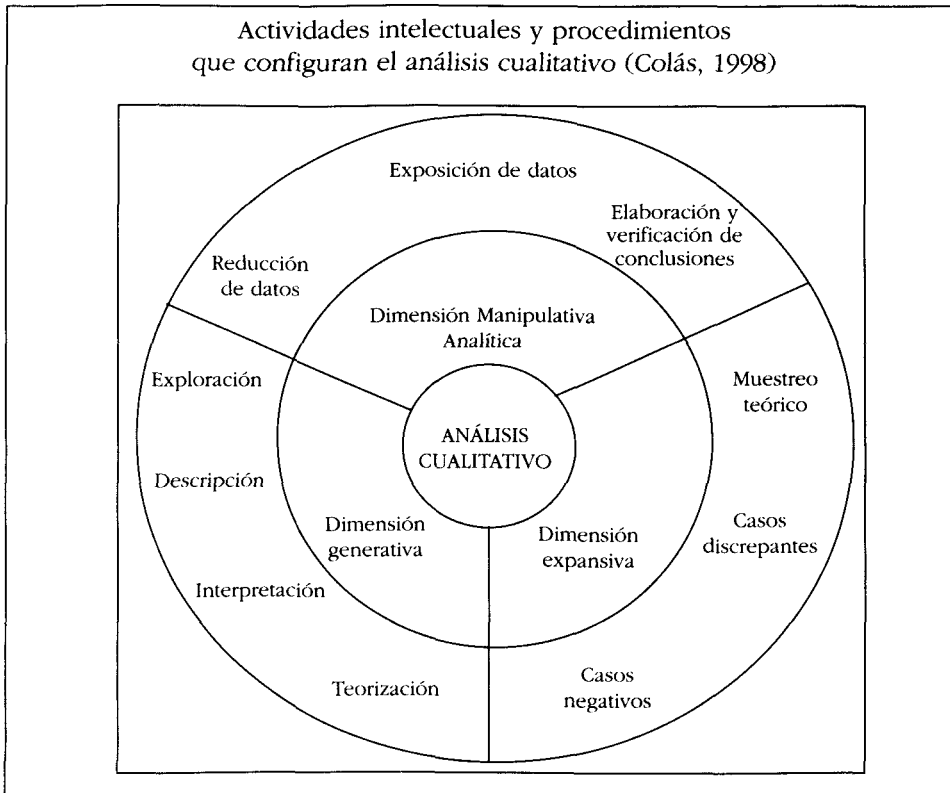 Actividades intelectuales y procedimientos
que configuran el análisis cualitativo (Colás, 1998)
Exposición de datos
Elaboración y
verificación de
conclusiones
Reducción
de datos
Dimensión Manipulativa
Analítica
Exploración
Muestreo
teórico
ANÁLISIS
CUALITATIVO
Descripción
Dimensión
generativa
Dimensión
expansiva
Casos
discrepantes
Interpretación
Teorización
Casos
negativos